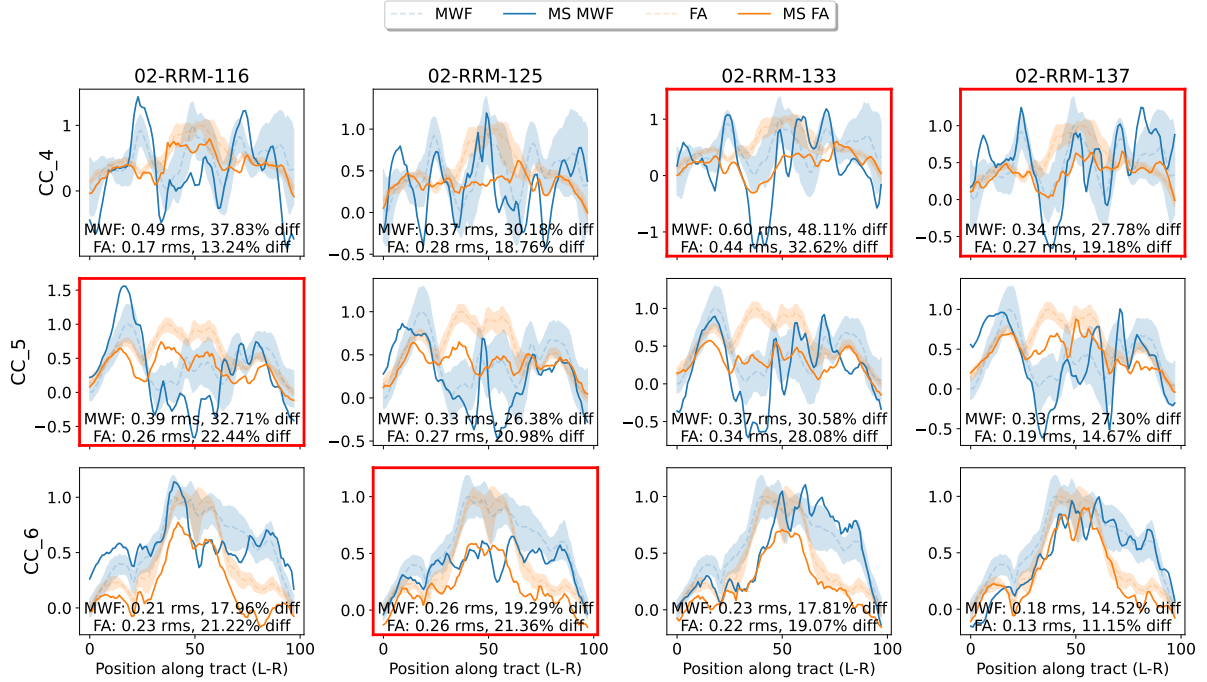 MWF MS MWF FA MS FA
02-RRM-116 02-RRM-125 02-RRM-133 02-RRM-137
CC_4
1
0
MWF: 0.49 rms, 37.83% diff
FA: 0.17 rms, 13.24% diff
0 100
1.0
0.5
0.0
−0.5
MWF: 0.37 rms, 30.18% diff
FA: 0.28 rms, 18.76% diff
0 50 100
1
0
−1
MWF: 0.60 rms, 48.11% diff
FA: 0.44 rms, 32.62% diff
0 50 100
1.0
0.5
0.0
−0.5
MWF: 0.34 rms, 27.78% diff
FA: 0.27 rms, 19.18% diff
0 50 100
CC_5
1.5
1.0
0.5
0.0
−0.5
MWF: 0.39 rms, 32.71% diff
FA: 0.26 rms, 22.44% diff
1.0
0.5
0.0
−0.5
MWF: 0.33 rms, 26.38% diff
FA: 0.27 rms, 20.98% diff
1.0
0.5
0.0
MWF: 0.37 rms, 30.58% diff
FA: 0.34 rms, 28.08% diff
1.0
0.5
0.0
−0.5
MWF: 0.33 rms, 27.30% diff
FA: 0.19 rms, 14.67% diff
CC_6
1.0
0.5
0.0
MWF: 0.21 rms, 17.96% diff
FA: 0.23 rms, 21.22% diff
0 50 100
Position along tract (L-R)
1.0
0.5
0.0
MWF: 0.26 rms, 19.29% diff
FA: 0.26 rms, 21.36% diff
0 50 100
Position along tract (L-R)
1.0
0.5
0.0
MWF: 0.23 rms, 17.81% diff
FA: 0.22 rms, 19.07% diff
0 50 100
Position along tract (L-R)
1.0
0.5
0.0
MWF: 0.18 rms, 14.52% diff
FA: 0.13 rms, 11.15% diff
0 50 100
Position along tract (L-R)